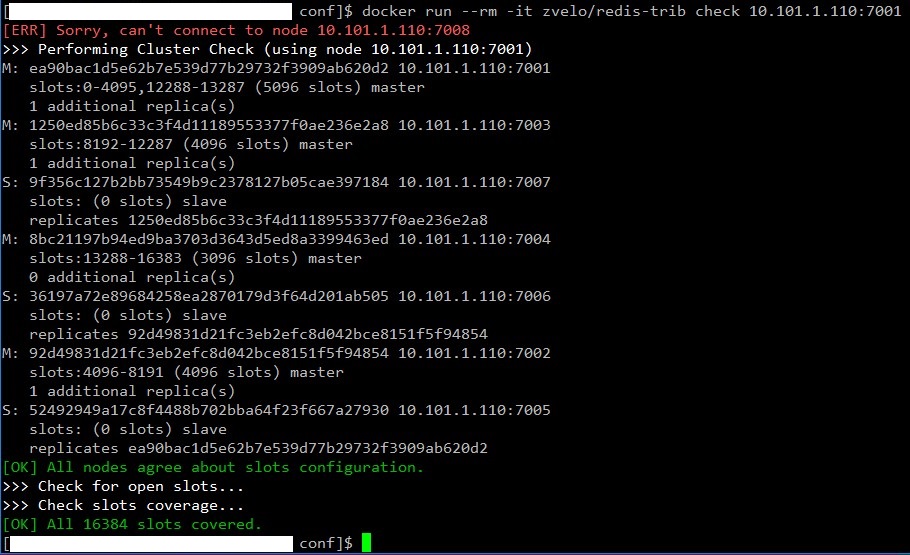 [ conf]$ docker run --rm -it zvelo/redis-trib check 10.101.1.110:7001
[ERR] Sorry, can't connect to node 10.101.1.110:7008
>>> Performing Cluster Check (using node 10.101.1.110:7001)
M: ea90bac1d5e62b7e539d77b29732f3909ab620d2 10.101.1.110:7001
   slots:0-4095,12288-13287 (5096 slots) master
   1 additional replica(s)
M: 1250ed85b6c33c3f4d11189553377f0ae236e2a8 10.101.1.110:7003
   slots:8192-12287 (4096 slots) master
   1 additional replica(s)
S: 9f356c127b2bb73549b9c2378127b05cae397184 10.101.1.110:7007
   slots: (0 slots) slave
   replicates 1250ed85b6c33c3f4d11189553377f0ae236e2a8
M: 8bc21197b94ed9ba3703d3643d5ed8a3399463ed 10.101.1.110:7004
   slots:13288-16383 (3096 slots) master
   0 additional replica(s)
S: 36197a72e89684258ea2870179d3f64d201ab505 10.101.1.110:7006
   slots: (0 slots) slave
   replicates 92d49831d21fc3eb2efc8d042bce8151f5f94854
M: 92d49831d21fc3eb2efc8d042bce8151f5f94854 10.101.1.110:7002
   slots:4096-8191 (4096 slots) master
   1 additional replica(s)
S: 52492949a17c8f4488b702bba64f23f667a27930 10.101.1.110:7005
   slots: (0 slots) slave
   replicates ea90bac1d5e62b7e539d77b29732f3909ab620d2
[OK] All nodes agree about slots configuration.
>>> Check for open slots...
>>> Check slots coverage...
[OK] All 16384 slots covered.
[ conf]$